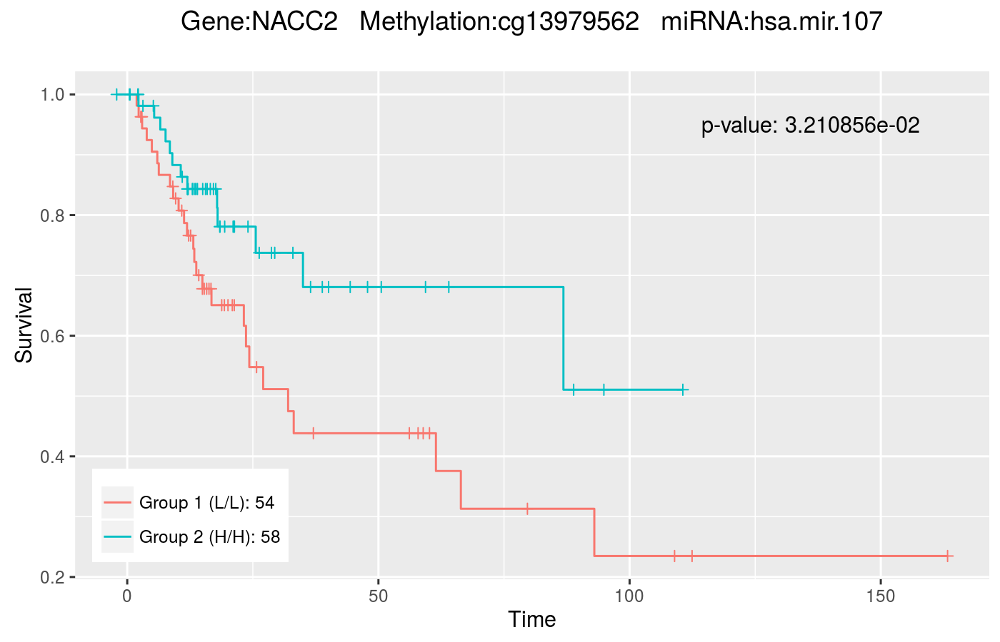 Gene:NACC2   Methylation:cg13979562   miRNA:hsa.mir.107
p-value: 3.210856e-02
1.0
0.8
0.6
0.4
0.2
Survival
Group 1 (L/L): 54
Group 2 (H/H): 58
0 50 100 150
Time